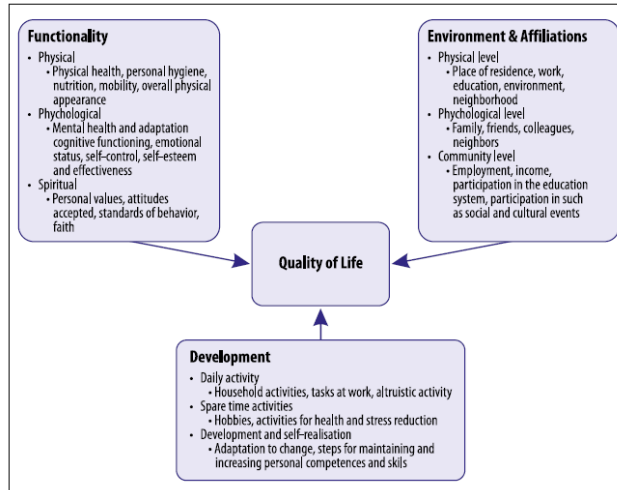 Functionality
• Physical
• Physical health, personal hygiene,
nutrition, mobility, overall physical
appearance
• Phychological
• Mental health and adaptation
cognitive functioning, emotional
status, self-control, self-esteem
and effectiveness
• Spiritual
• Personal values, attitudes
accepted, standards of behavior,
faith
Environment & Affiliations
• Physical level
• Place of residence, work,
education, environment,
neighborhood
• Phychological level
• Family, friends, colleagues,
neighbors
• Community level
• Employment, income,
participation in the education
system, participation in such
as social and cultural events
Quality of Life
Development
• Daily activity
• Household activities, tasks at work, altruistic activity
• Spare time activities
• Hobbies, activities for health and stress reduction
• Development and self-realisation
• Adaptation to change, steps for maintaining and
increasing personal competences and skils